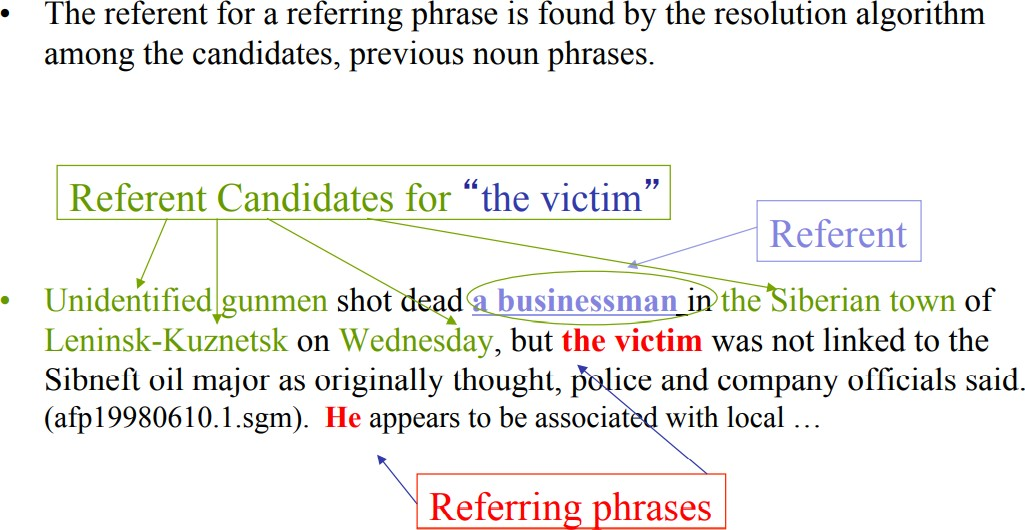 • The referent for a referring phrase is found by the resolution algorithm
among the candidates, previous noun phrases.
Referent Candidates for “the victim”
Referent
• Unidentified gunmen shot dead a businessman in the Siberian town of
Leninsk-Kuznetsk on Wednesday, but the victim was not linked to the
Sibneft oil major as originally thought, police and company officials said.
(afp19980610.1.sgm). He appears to be associated with local …
Referring phrases